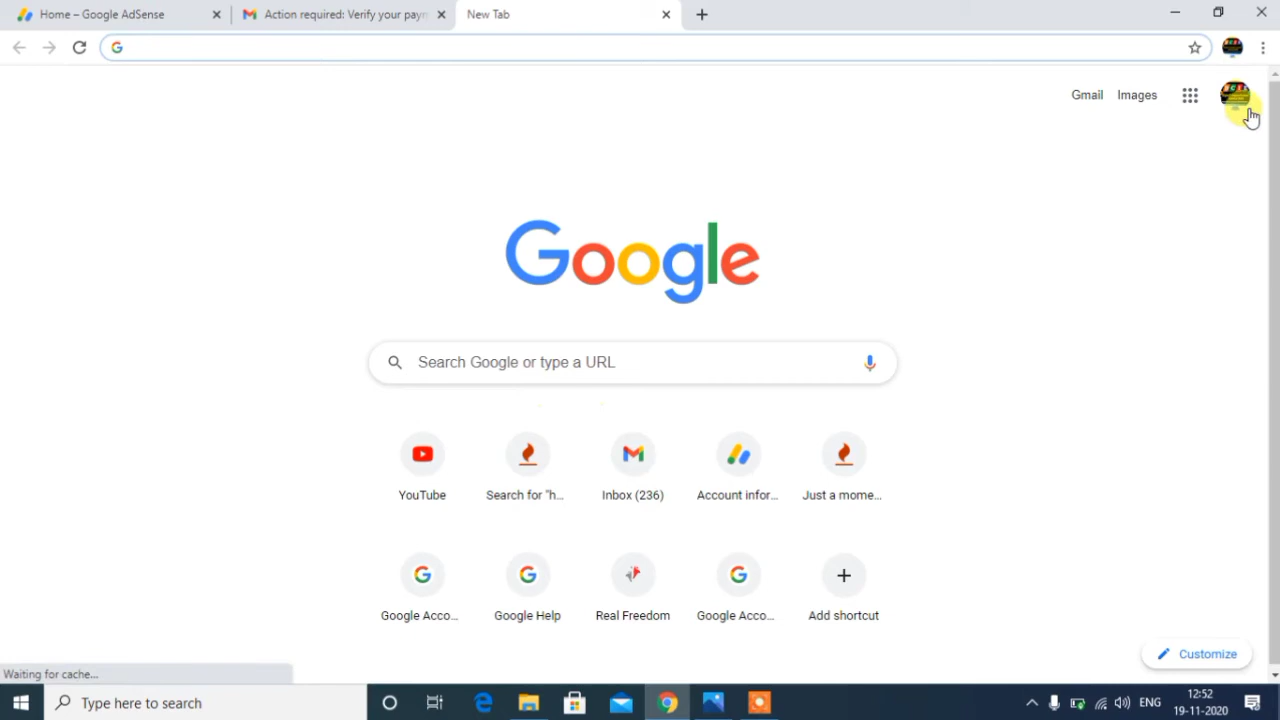 Home – Google AdSense
Action required: Verify your payn
New Tab
Gmail
Images
Google
Search Google or type a URL
YouTube
Search for "h...
Inbox (236)
Account infor...
Just a mome...
Google Acco...
Google Help
Real Freedom
Google Acco...
Add shortcut
Customize
Waiting for cache...
Type here to search
ENG
12:52
19-11-2020